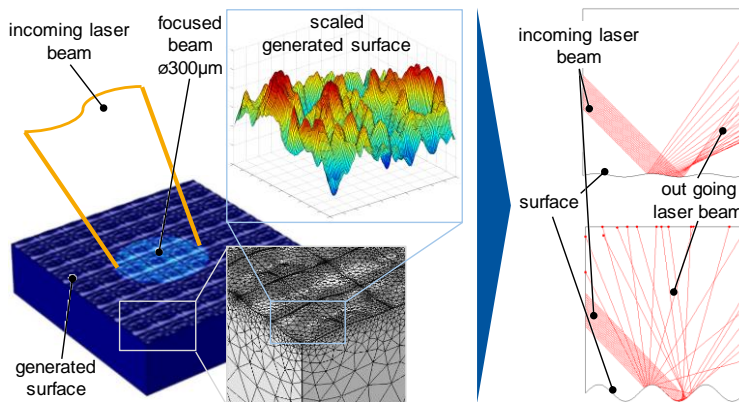 incoming laser
beam
focused
beam
ø300µm
scaled
generated surface
generated
surface
incoming laser
beam
surface
out going
laser beam